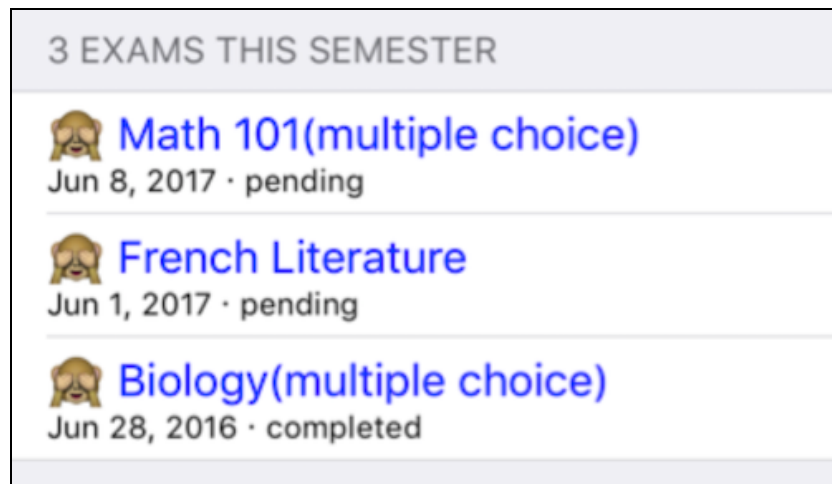 3 EXAMS THIS SEMESTER
🙈 Math 101(multiple choice)
Jun 8, 2017 · pending
🙈 French Literature
Jun 1, 2017 · pending
🙈 Biology(multiple choice)
Jun 28, 2016 · completed